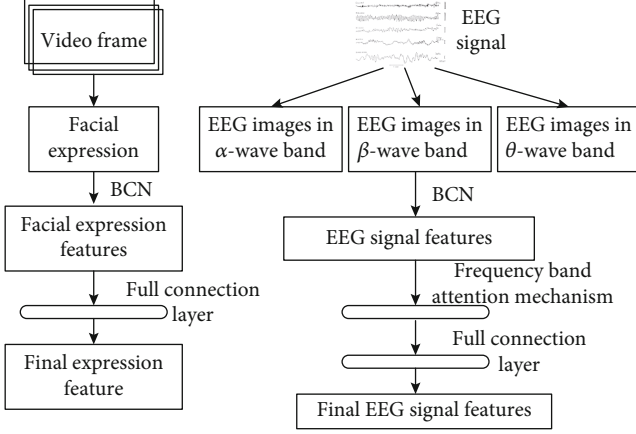 Video frame
Facial
expression
BCN
Facial expression
features
Full connection
layer
Final expression
feature
EEG
signal
EEG images in
α-wave band
EEG images in
β-wave band
EEG images in
θ-wave band
BCN
EEG signal features
Frequency band
attention mechanism
Full connection
layer
Final EEG signal features